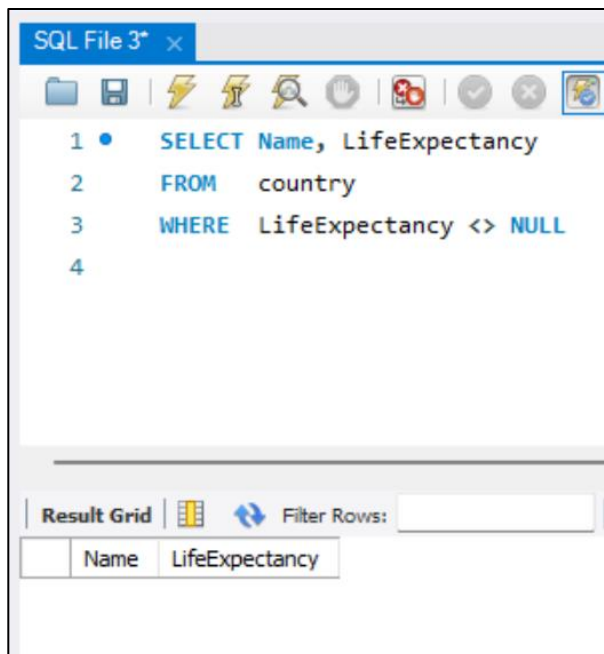 SQL File 3* ×
1 SELECT Name, LifeExpectancy
2 FROM country
3 WHERE LifeExpectancy <> NULL
4
Result Grid Filter Rows:
Name LifeExpectancy